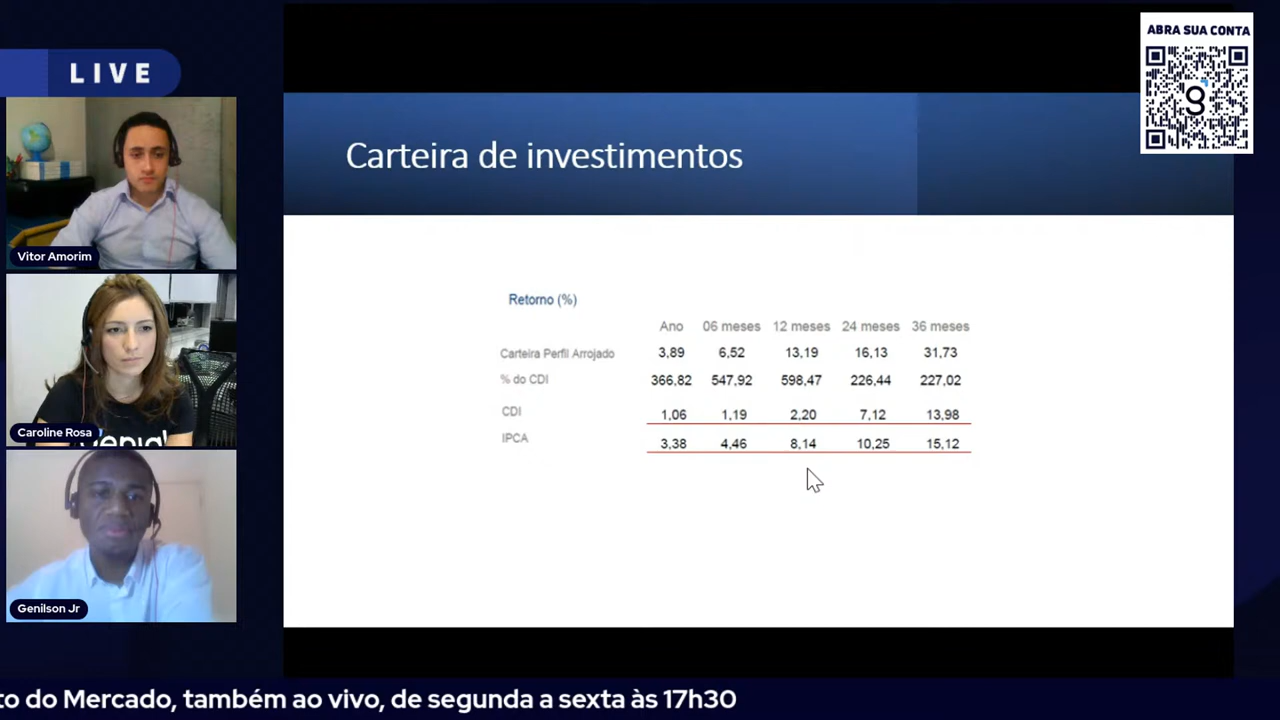 ABRA SUA CONTA
LIVE
Carteira de investimentos
Vitor Amorim
Caroline Rosa
Genilson Jr
Retorno (%)
Ano 06 meses 12 meses 24 meses 36 meses
Carteira Perfil Arrojado 3,89 6,52 13,19 16,13 31,73
% do CDI 366,82 547,92 598,47 226,44 227,02
CDI 1,06 1,19 2,20 7,12 13,98
IPCA 3,38 4,46 8,14 10,25 15,12
to do Mercado, também ao vivo, de segunda a sexta às 17h30